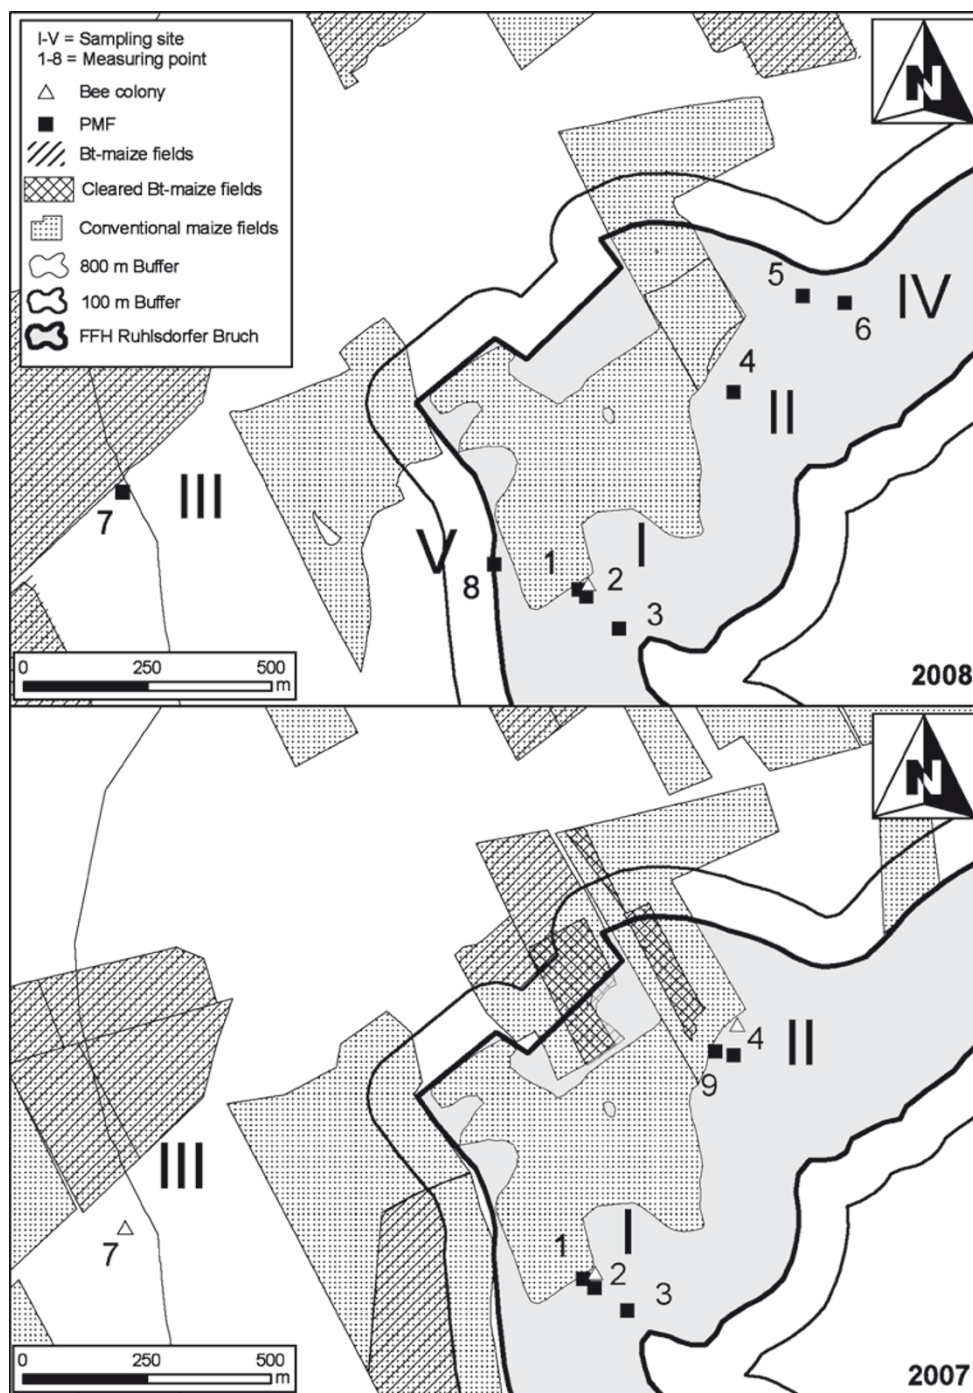 I-V = Sampling site
1-8 = Measuring point
Bee colony
PMF
Bt-maize fields
Cleared Bt-maize fields
Conventional maize fields
800 m Buffer
100 m Buffer
FFH Ruhlsdorfer Bruch
N
5
IV
6
4
II
III
7
V
8
1
I
2
3
0 250 500
m
2008
N
4
II
9
III
7
I
1
2
3
0 250 500
m
2007